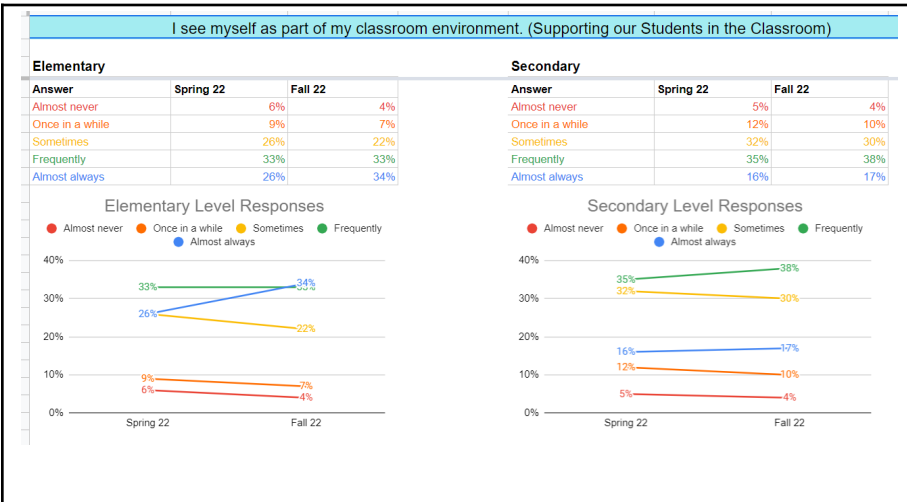 I see myself as part of my classroom environment. (Supporting our Students in the Classroom)
Elementary
Answer Spring 22 Fall 22
Almost never 6% 4%
Once in a while 9% 7%
Sometimes 26% 22%
Frequently 33% 33%
Almost always 26% 34%
Elementary Level Responses
Almost never Once in a while Sometimes Frequently
Almost always
40%
30%
20%
10%
0%
33%
26%
9%
6%
34%
33%
22%
7%
4%
Spring 22 Fall 22
Secondary
Answer Spring 22 Fall 22
Almost never 5% 4%
Once in a while 12% 10%
Sometimes 32% 30%
Frequently 35% 38%
Almost always 16% 17%
Secondary Level Responses
Almost never Once in a while Sometimes Frequently
Almost always
40%
30%
20%
10%
0%
35%
32%
16%
12%
5%
38%
30%
17%
10%
4%
Spring 22 Fall 22